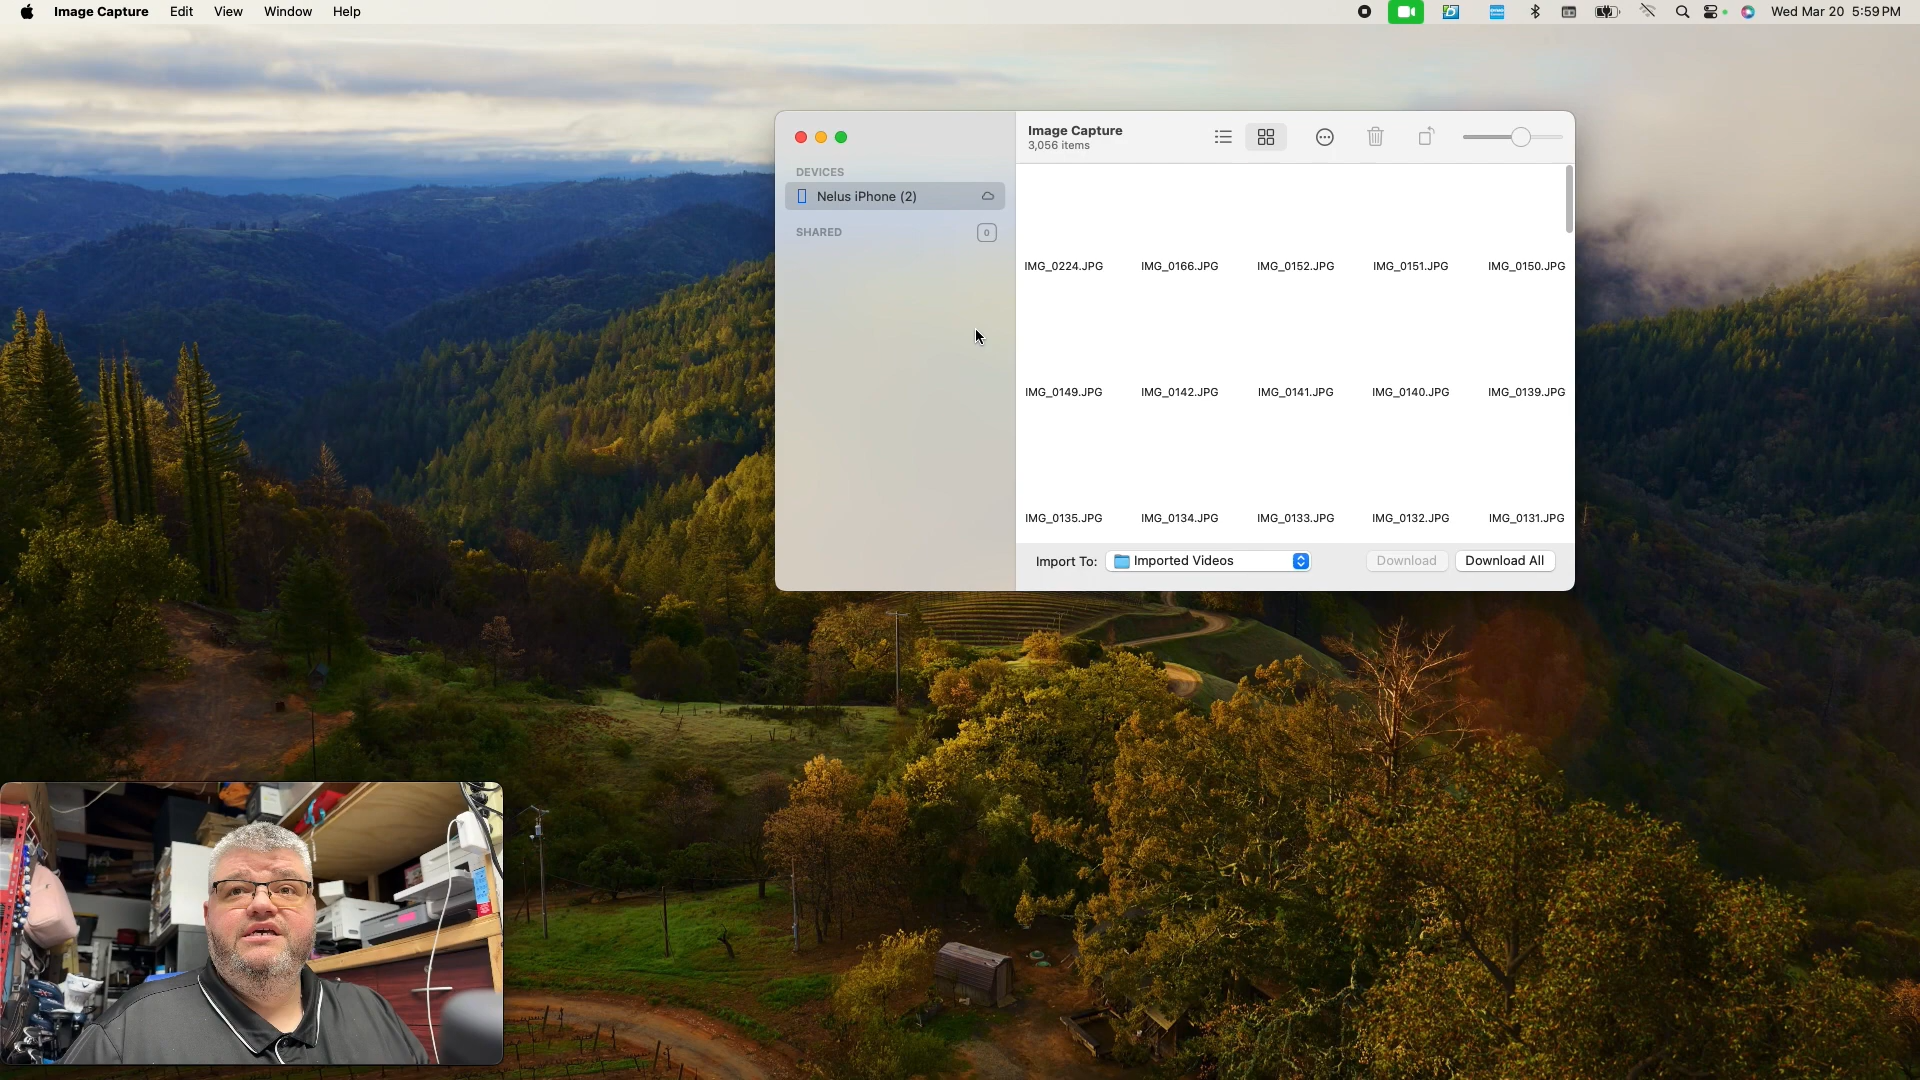 Image Capture Edit View Window Help
Wed Mar 20 5:59 PM
Image Capture
3,056 items
DEVICES
Nelus iPhone (2)
SHARED 0
IMG_0224.JPG IMG_0166.JPG IMG_0152.JPG IMG_0151.JPG IMG_0150.JPG
IMG_0149.JPG IMG_0142.JPG IMG_0141.JPG IMG_0140.JPG IMG_0139.JPG
IMG_0135.JPG IMG_0134.JPG IMG_0133.JPG IMG_0132.JPG IMG_0131.JPG
Import To: Imported Videos Download Download All